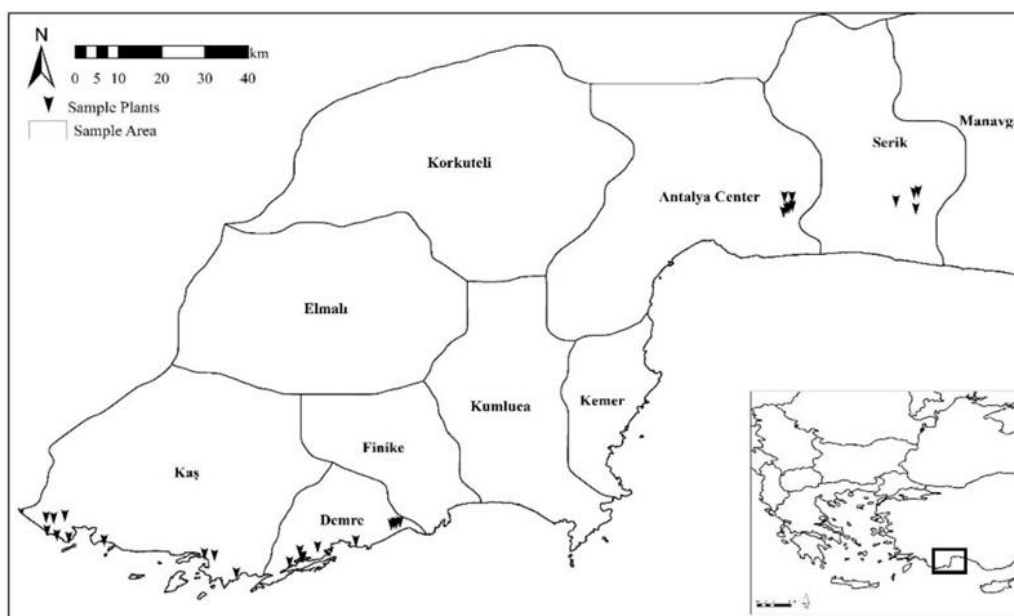 N
km
0 5 10 20 30 40
Sample Plants
Sample Area
Manavga
Serik
Korkuteli
Antalya Center
Elmalı
Kumluca
Kemer
Finike
Kaş
Demre